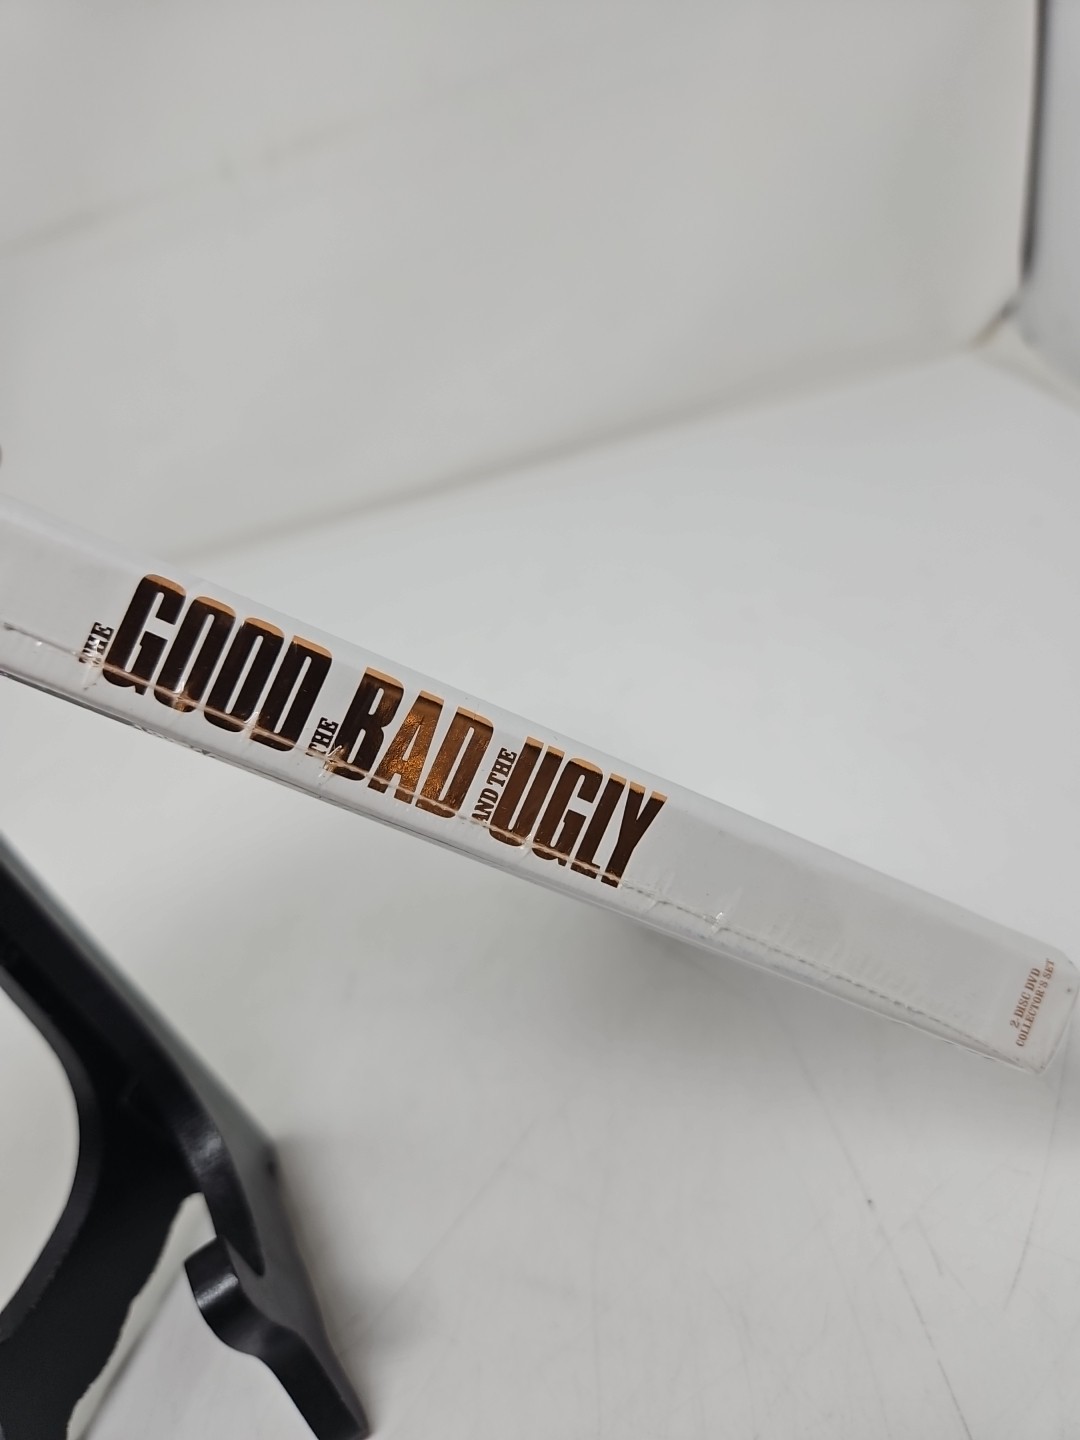 THE GOOD THE BAD AND THE UGLY
2-DISC DVD
COLLECTOR'S SET